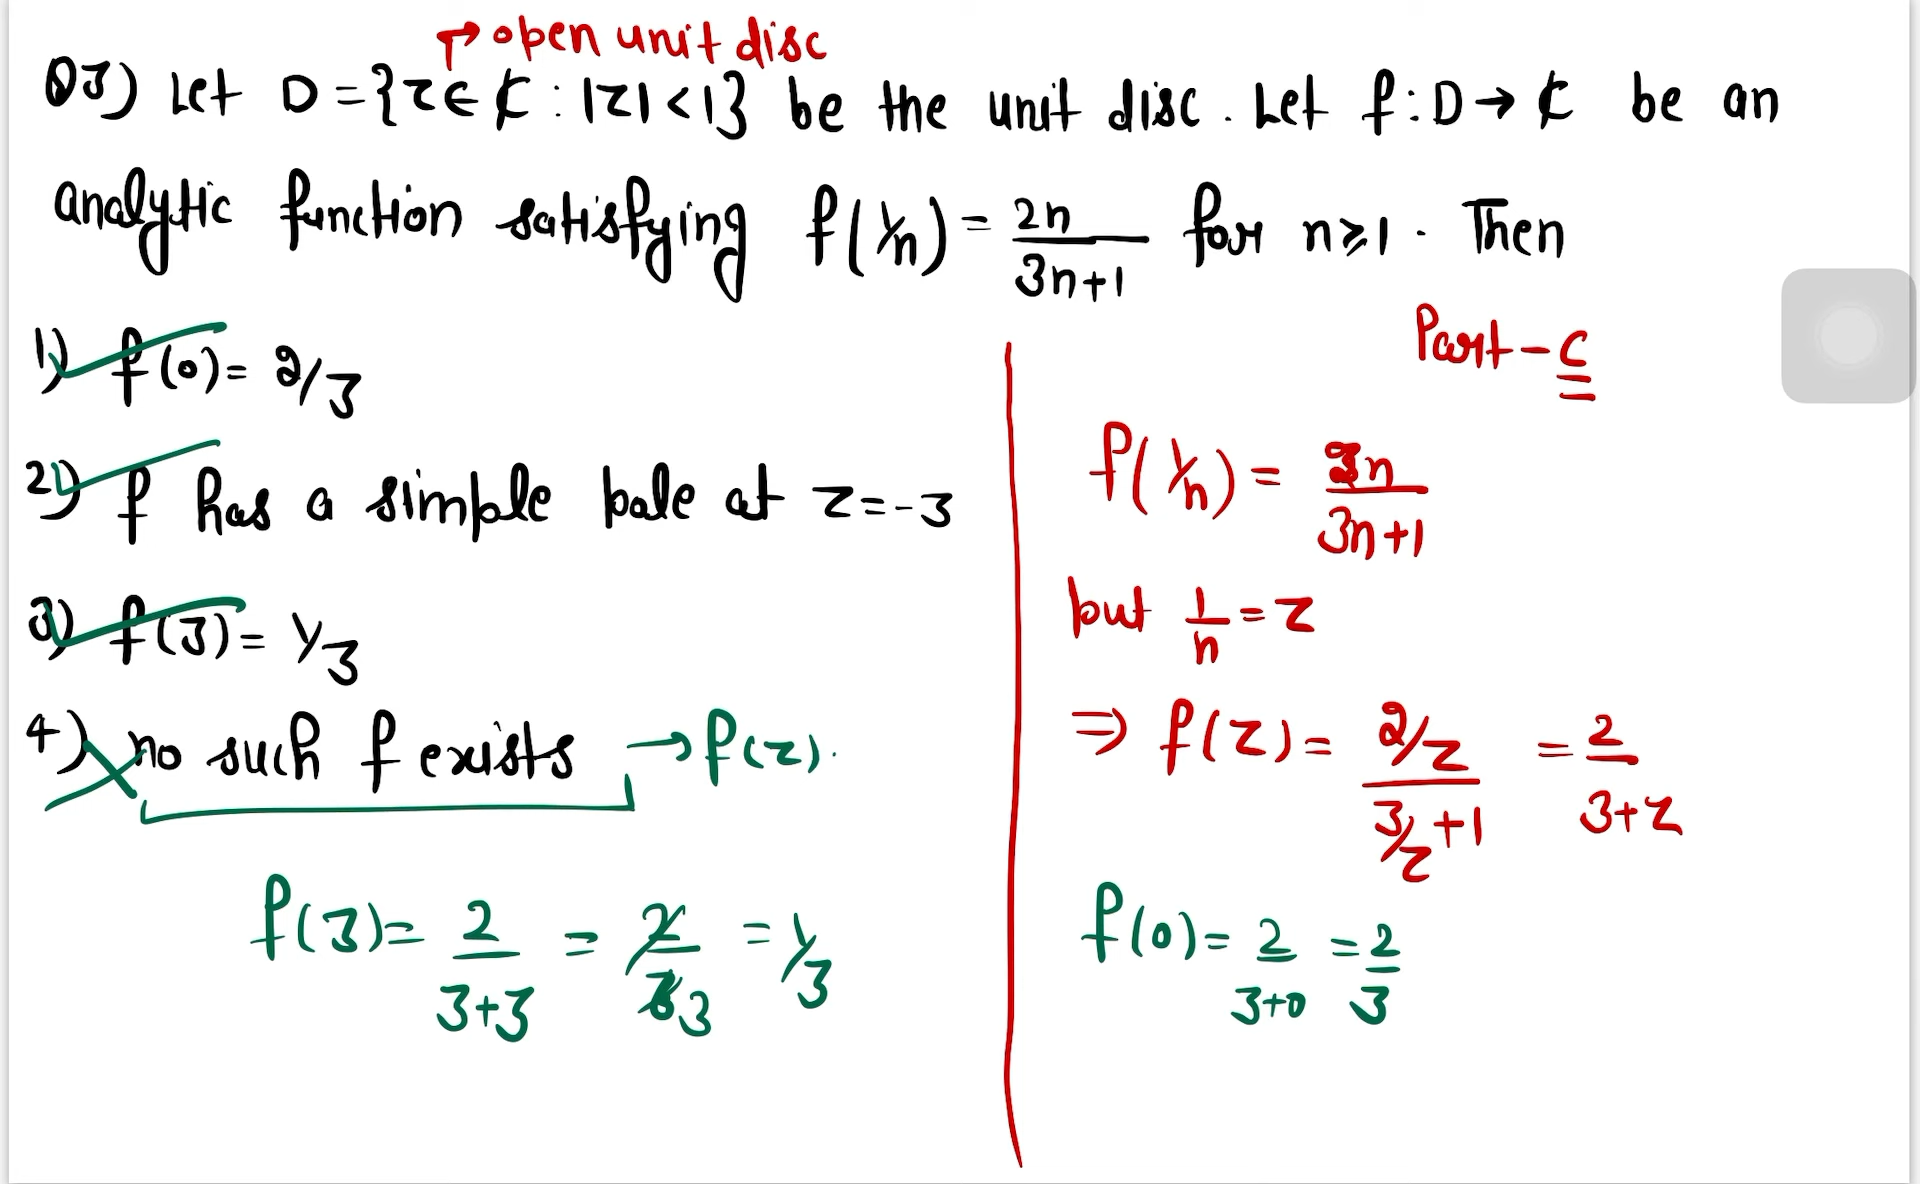 ↱ open unit disc
Q3) Let D = {z ∈ ℂ : |z| < 1} be the unit disc. Let f : D → ℂ be an
analytic function satisfying f(1/n) = 2n/(3n+1) for n ≥ 1. Then
1) f(0) = 2/3
2) f has a simple pole at z = -3
3) f(3) = 1/3
4) no such f exists → f(z).
f(3) = 2/(3+3) = 2/6 3 = 1/3
Part - C
f(1/n) = 2n/(3n+1)
put 1/n = z
⇒ f(z) = (2/z)/(3/z + 1) = 2/(3+z)
f(0) = 2/(3+0) = 2/3